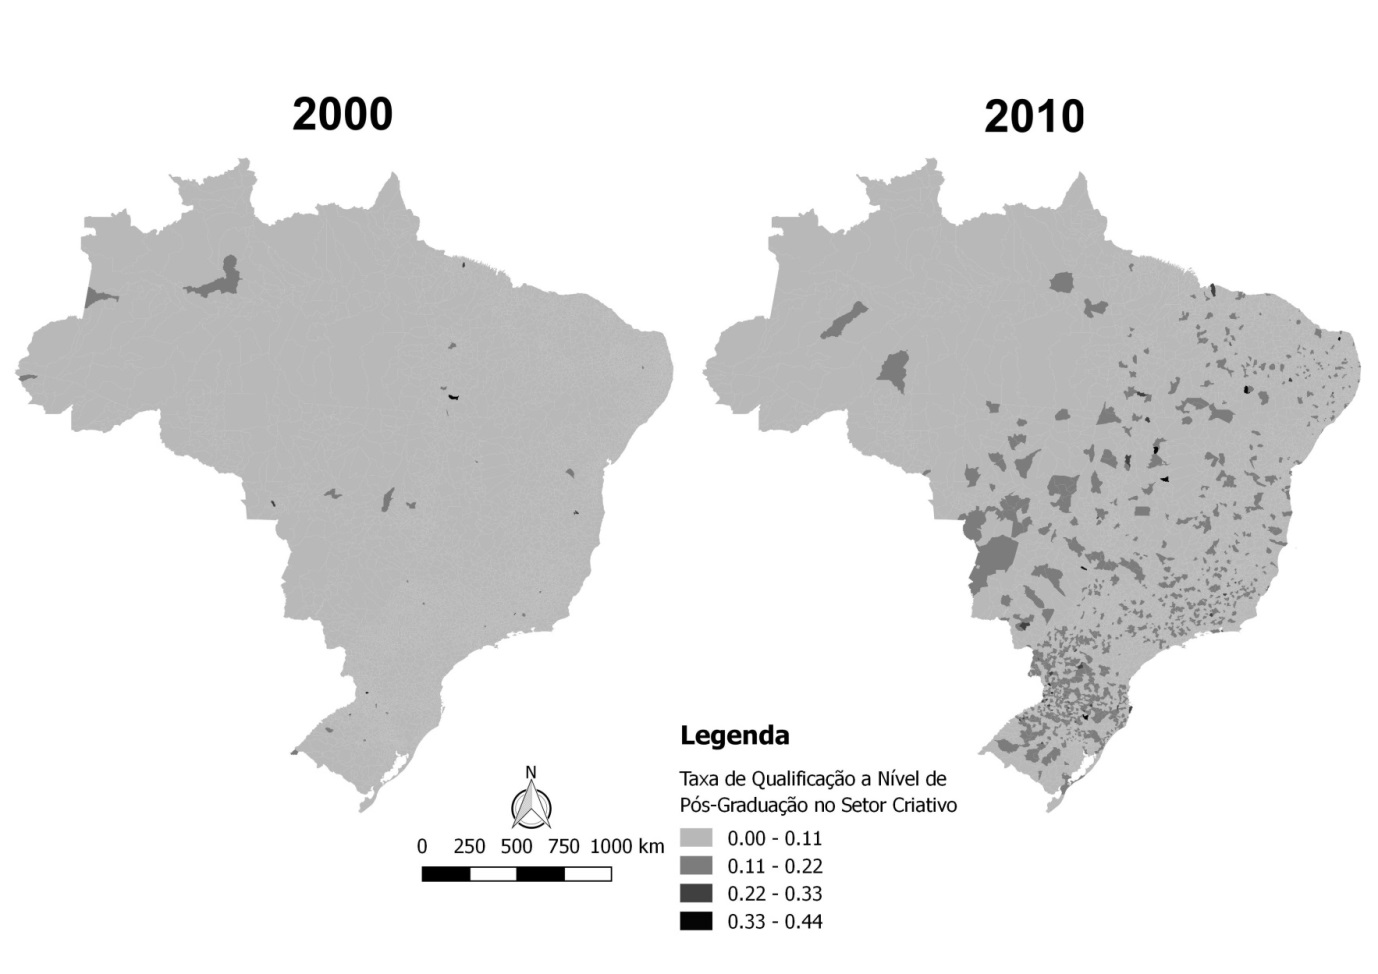 2000
2010
Legenda
Taxa de Qualificação a Nível de
Pós-Graduação no Setor Criativo
0.00 - 0.11
0.11 - 0.22
0.22 - 0.33
0.33 - 0.44
N
0 250 500 750 1000 km